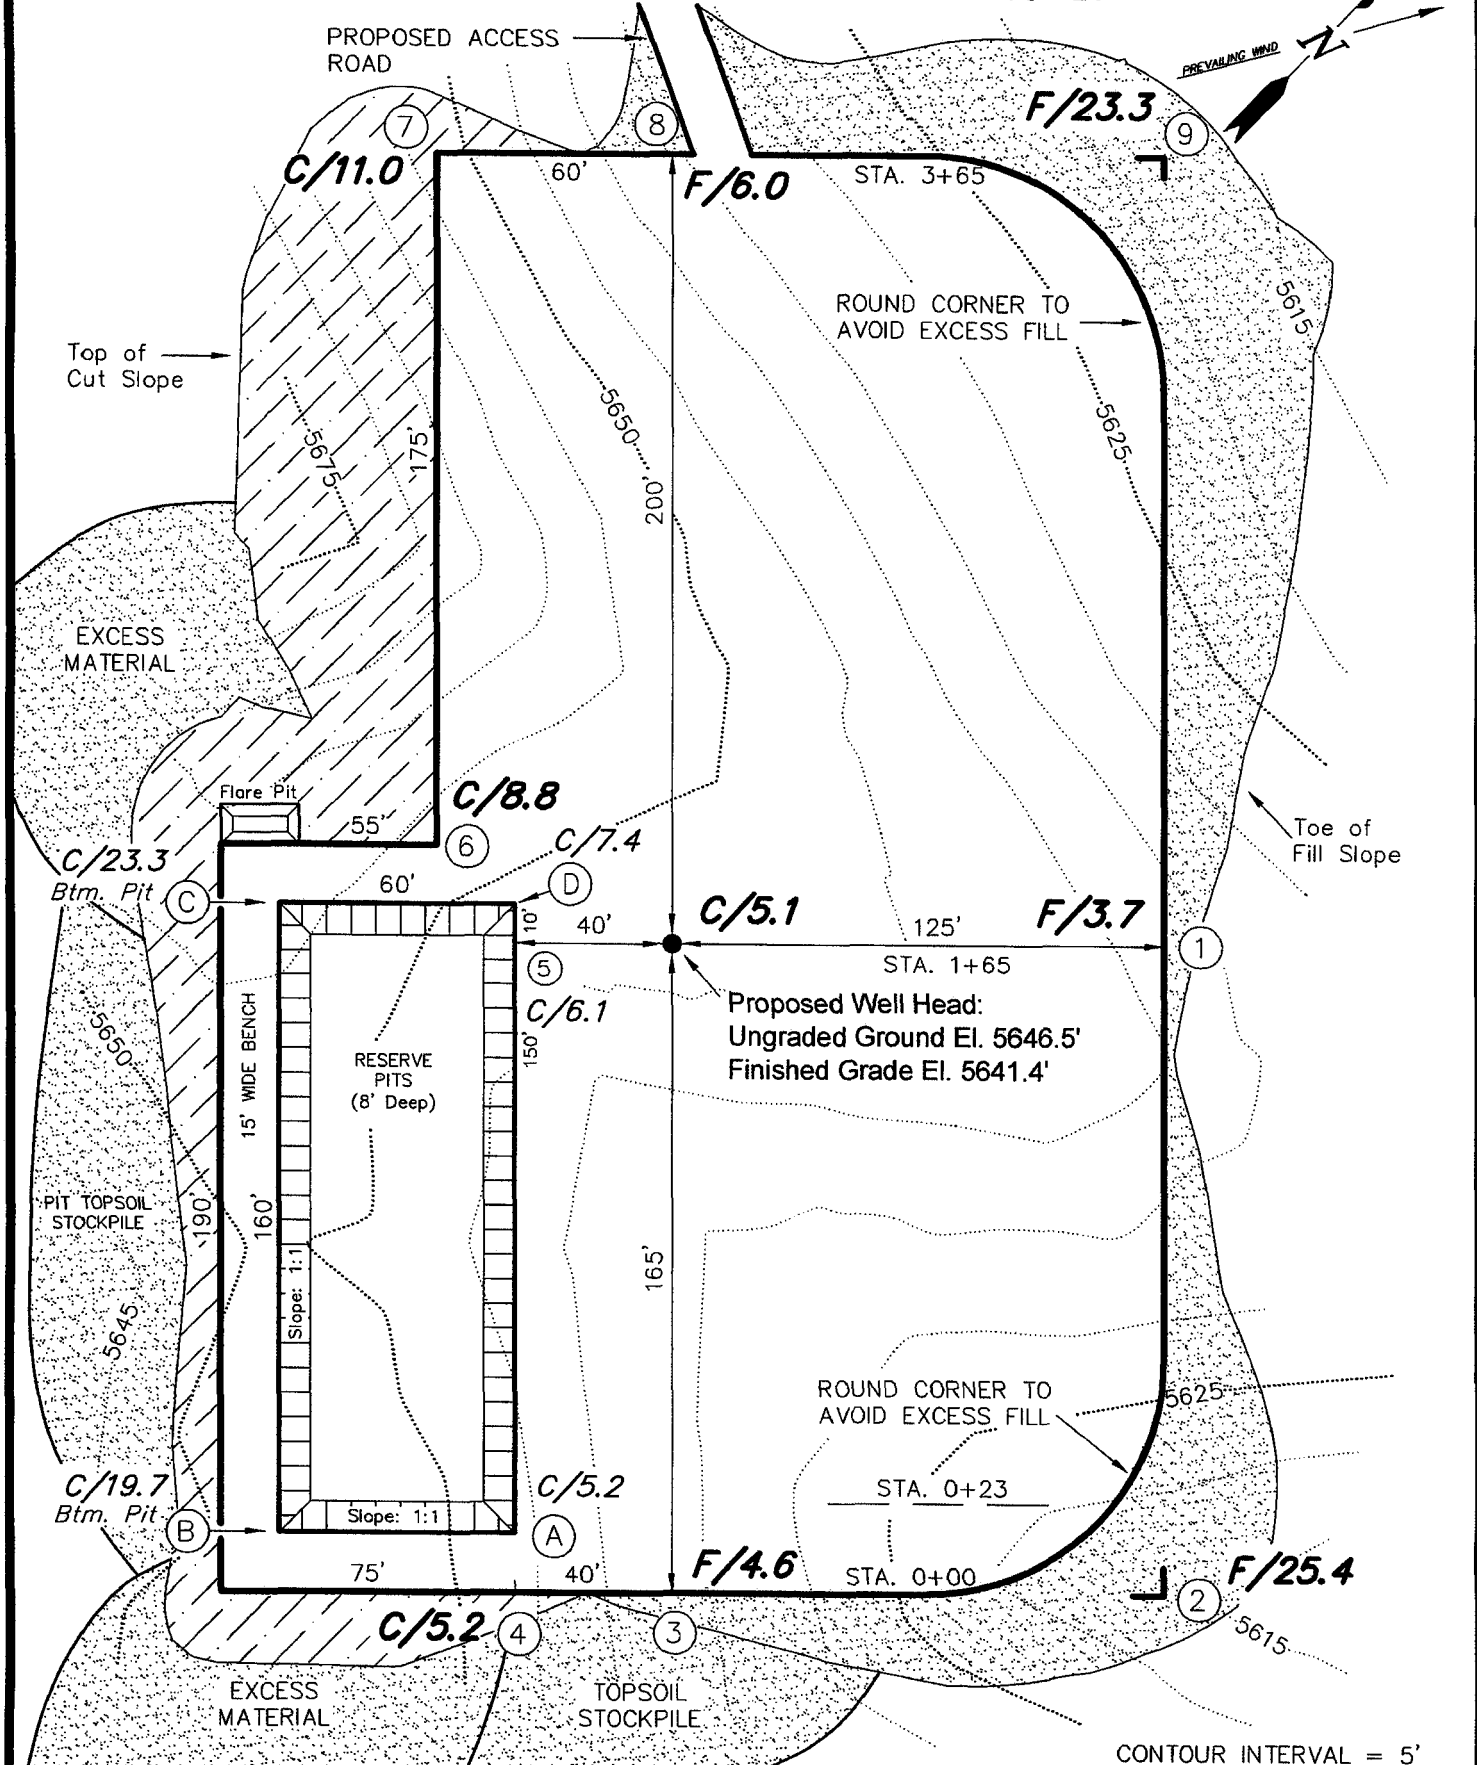 PROPOSED ACCESS
ROAD
PREVAILING WIND
N
7
8
F/23.3
9
C/11.0
60'
F/6.0
STA. 3+65
ROUND CORNER TO
AVOID EXCESS FILL
5615
Top of
Cut Slope
5675
175'
5650
200'
5625
EXCESS
MATERIAL
Flare Pit
55'
C/8.8
6
C/7.4
Toe of
Fill Slope
C/23.3
Btm. Pit
C
60'
D
10'
40'
C/5.1
125'
F/3.7
1
STA. 1+65
5
C/6.1
Proposed Well Head:
Ungraded Ground El. 5646.5'
Finished Grade El. 5641.4'
5650
15' WIDE BENCH
RESERVE
PITS
(8' Deep)
150'
PIT TOPSOIL
STOCKPILE
190'
160'
Slope: 1:1
165'
5645
ROUND CORNER TO
AVOID EXCESS FILL
5625
C/19.7
Btm. Pit
B
Slope: 1:1
C/5.2
A
STA. 0+23
75'
40'
F/4.6
STA. 0+00
F/25.4
2
C/5.2
4
3
5615
EXCESS
MATERIAL
TOPSOIL
STOCKPILE
CONTOUR INTERVAL = 5'